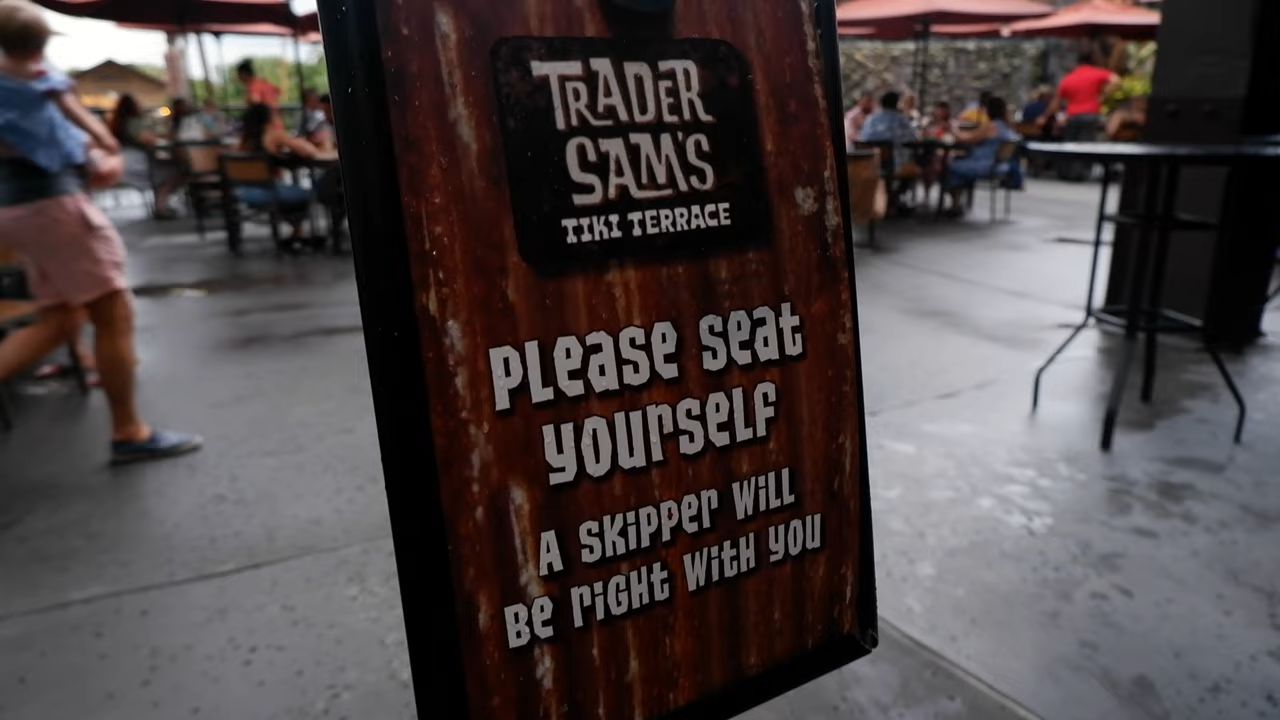 TRADER
SAM'S
TIKI TERRACE
PLEASE SEAT
YOURSELF
A SKIPPER WILL
BE RIGHT WITH YOU